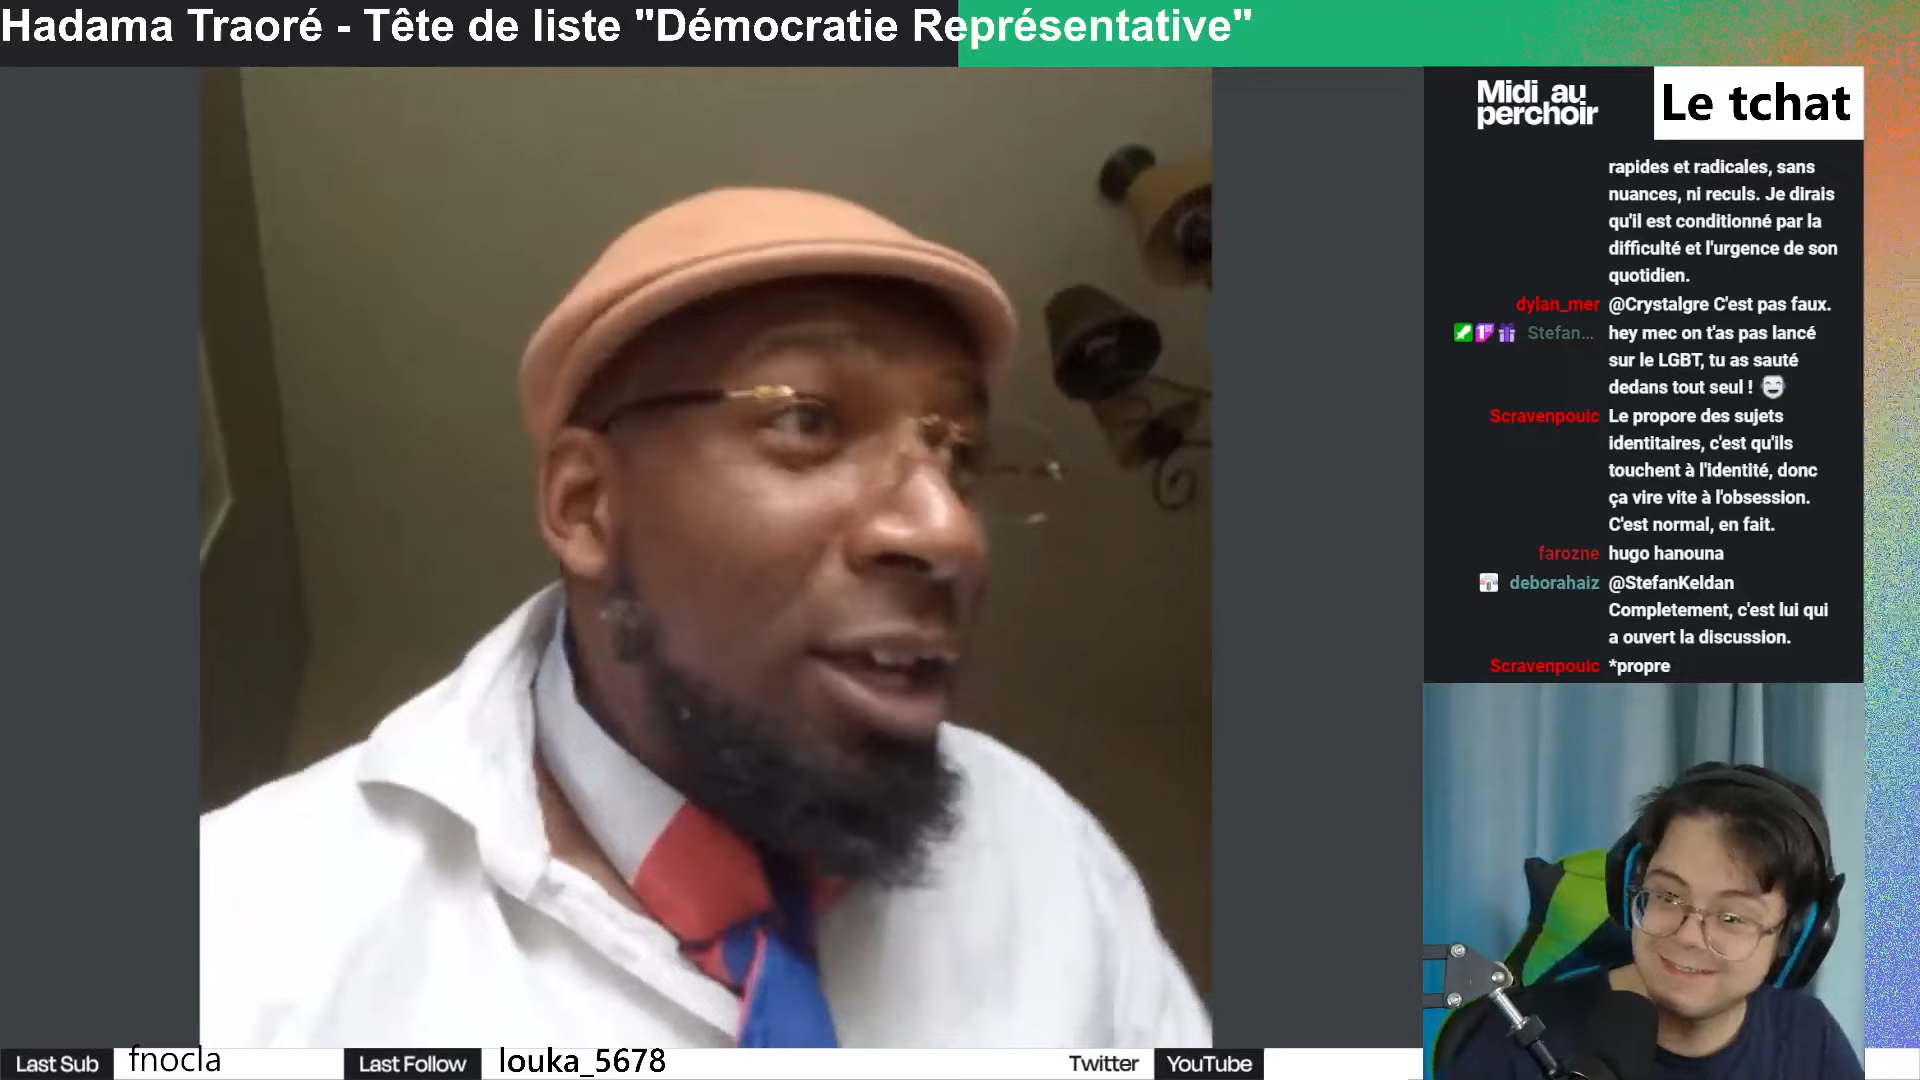 Hadama Traoré - Tête de liste "Démocratie Représentative"
Midi au
perchoir
Le tchat
rapides et radicales, sans
nuances, ni reculs. Je dirais
qu'il est conditionné par la
difficulté et l'urgence de son
quotidien.
dylan_mer @Crystalgre C'est pas faux.
1ST Stefan... hey mec on t'as pas lancé
sur le LGBT, tu as sauté
dedans tout seul !
Scravenpouic Le propore des sujets
identitaires, c'est qu'ils
touchent à l'identité, donc
ça vire vite à l'obsession.
C'est normal, en fait.
farozne hugo hanouna
deborahaiz @StefanKeldan
Completement, c'est lui qui
a ouvert la discussion.
Scravenpouic *propre
Last Sub fnocla Last Follow louka_5678 Twitter YouTube